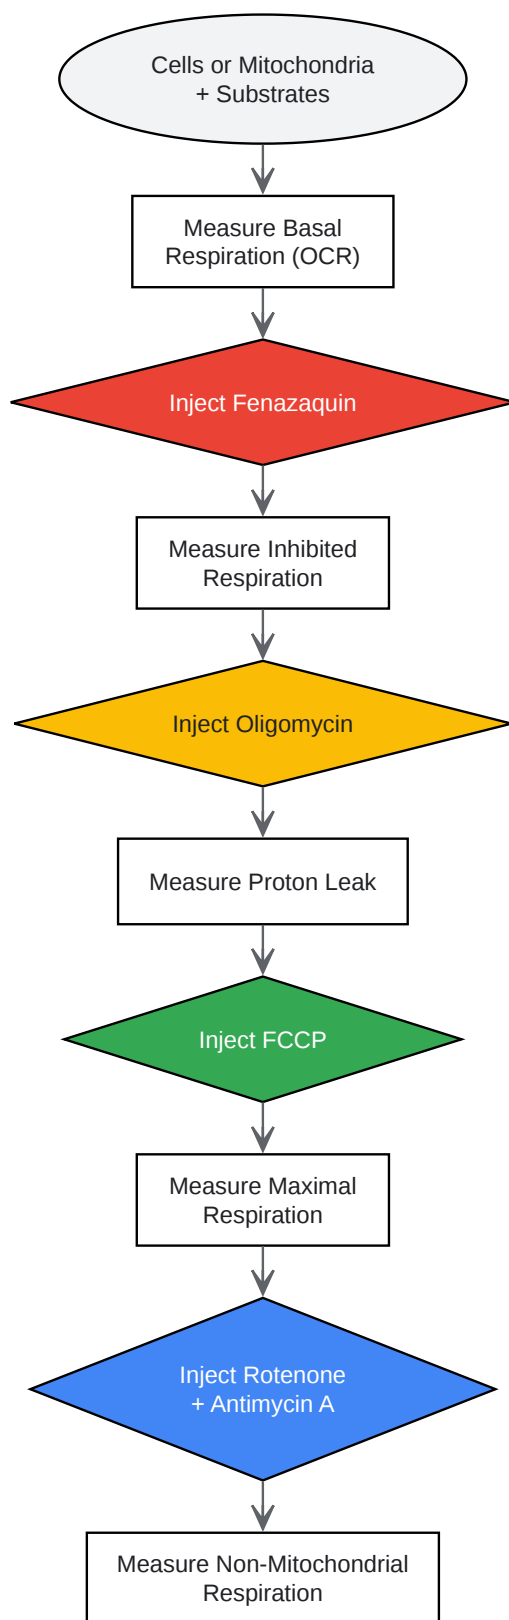 Cells or Mitochondria
+ Substrates
Measure Basal
Respiration (OCR)
Inject Fenazaquin
Measure Inhibited
Respiration
Inject Oligomycin
Measure Proton Leak
Inject FCCP
Measure Maximal
Respiration
Inject Rotenone
+ Antimycin A
Measure Non-Mitochondrial
Respiration